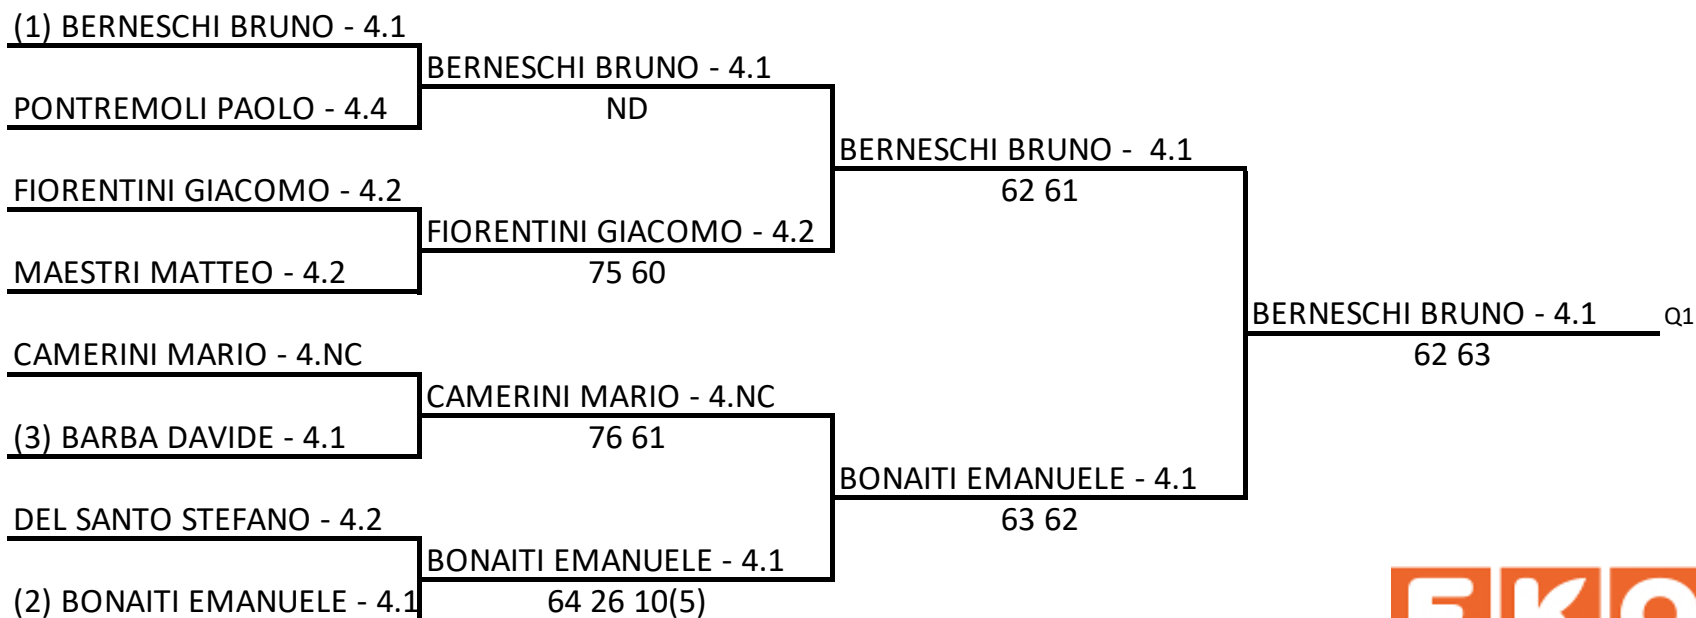 (1) BERNESCHI BRUNO - 4.1
BERNESCHI BRUNO - 4.1
PONTREMOLI PAOLO - 4.4
ND
BERNESCHI BRUNO -  4.1
FIORENTINI GIACOMO - 4.2
62 61
FIORENTINI GIACOMO - 4.2
MAESTRI MATTEO - 4.2
75 60
BERNESCHI BRUNO - 4.1 Q1
CAMERINI MARIO - 4.NC
62 63
CAMERINI MARIO - 4.NC
(3) BARBA DAVIDE - 4.1
76 61
BONAITI EMANUELE - 4.1
DEL SANTO STEFANO - 4.2
63 62
BONAITI EMANUELE - 4.1
(2) BONAITI EMANUELE - 4.1
64 26 10(5)